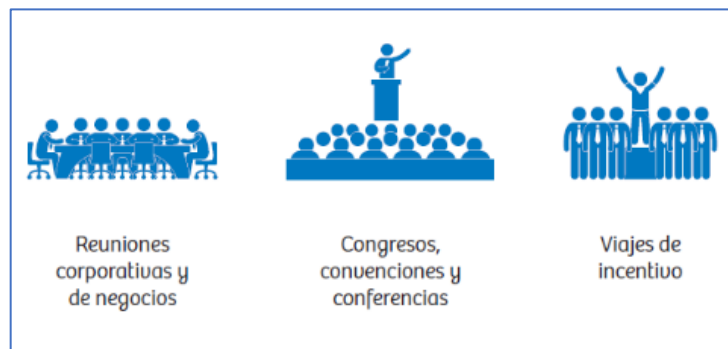 Reuniones
corporativas y
de negocios
Congresos,
convenciones y
conferencias
Viajes de
incentivo